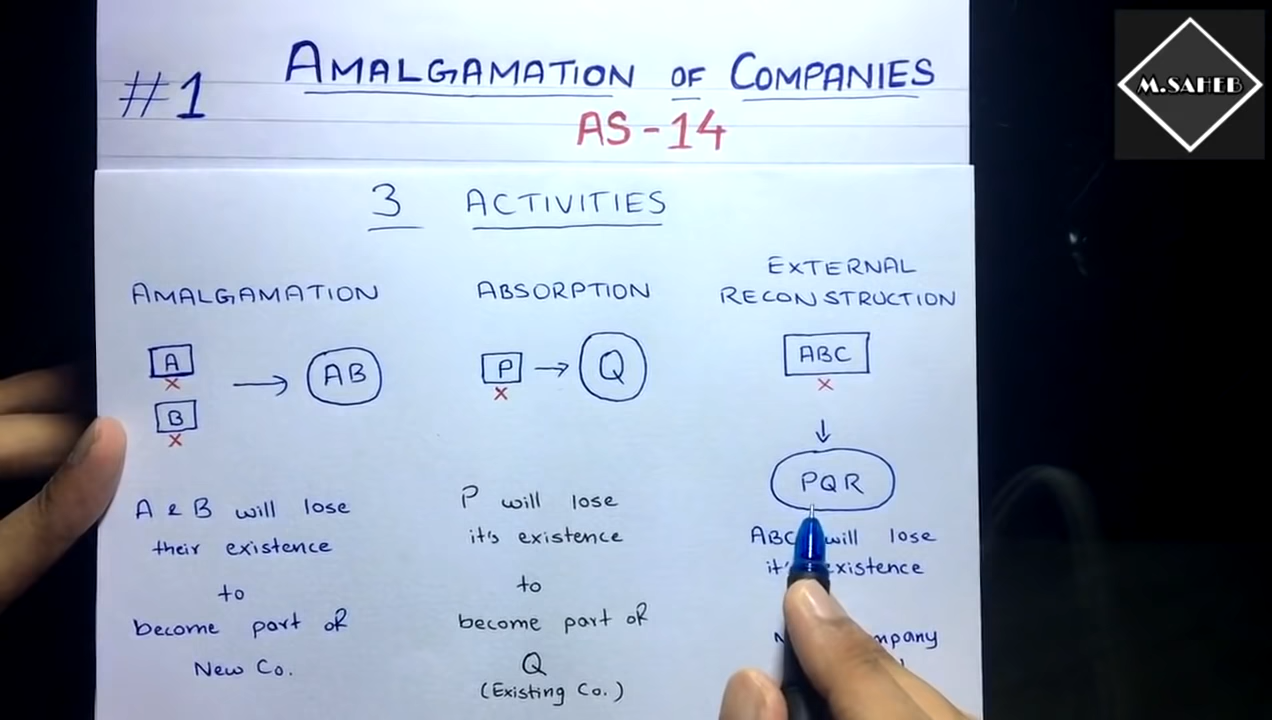 #1
AMALGAMATION OF COMPANIES
AS-14
3 ACTIVITIES
AMALGAMATION
A
x
B
x
AB
A & B will lose
their existence
to
become part of
New Co.
ABSORPTION
P
x
Q
P will lose
it's existence
to
become part of
Q
(Existing Co.)
EXTERNAL
RECONSTRUCTION
ABC
x
PQR
ABC will lose
existence
M.SAHEB